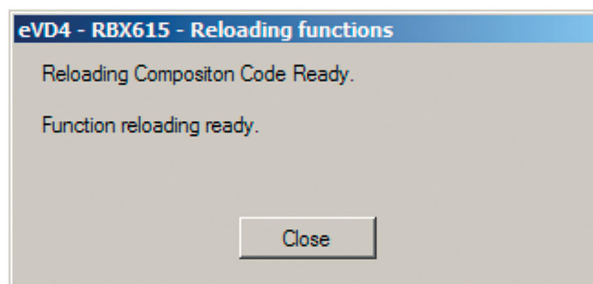 eVD4 - RBX615 - Reloading functions
Reloading Compositon Code Ready.
Function reloading ready.
Close